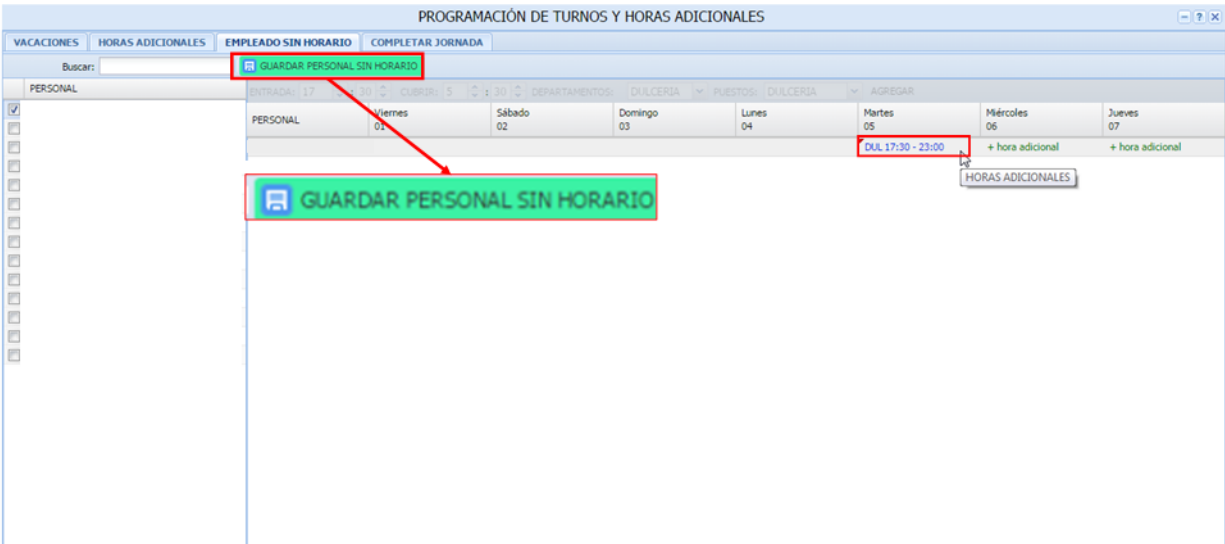 PROGRAMACIÓN DE TURNOS Y HORAS ADICIONALES
VACACIONES HORAS ADICIONALES EMPLEADO SIN HORARIO COMPLETAR JORNADA
Buscar: GUARDAR PERSONAL SIN HORARIO
PERSONAL
ENTRADA: 17 : 30 CUBRIR: 5 : 30 DEPARTAMENTOS: DULCERIA PUESTOS: DULCERIA AGREGAR
PERSONAL Viernes 01 Sábado 02 Domingo 03 Lunes 04 Martes 05 Miércoles 06 Jueves 07
DUL 17:30 - 23:00 + hora adicional + hora adicional
HORAS ADICIONALES
GUARDAR PERSONAL SIN HORARIO